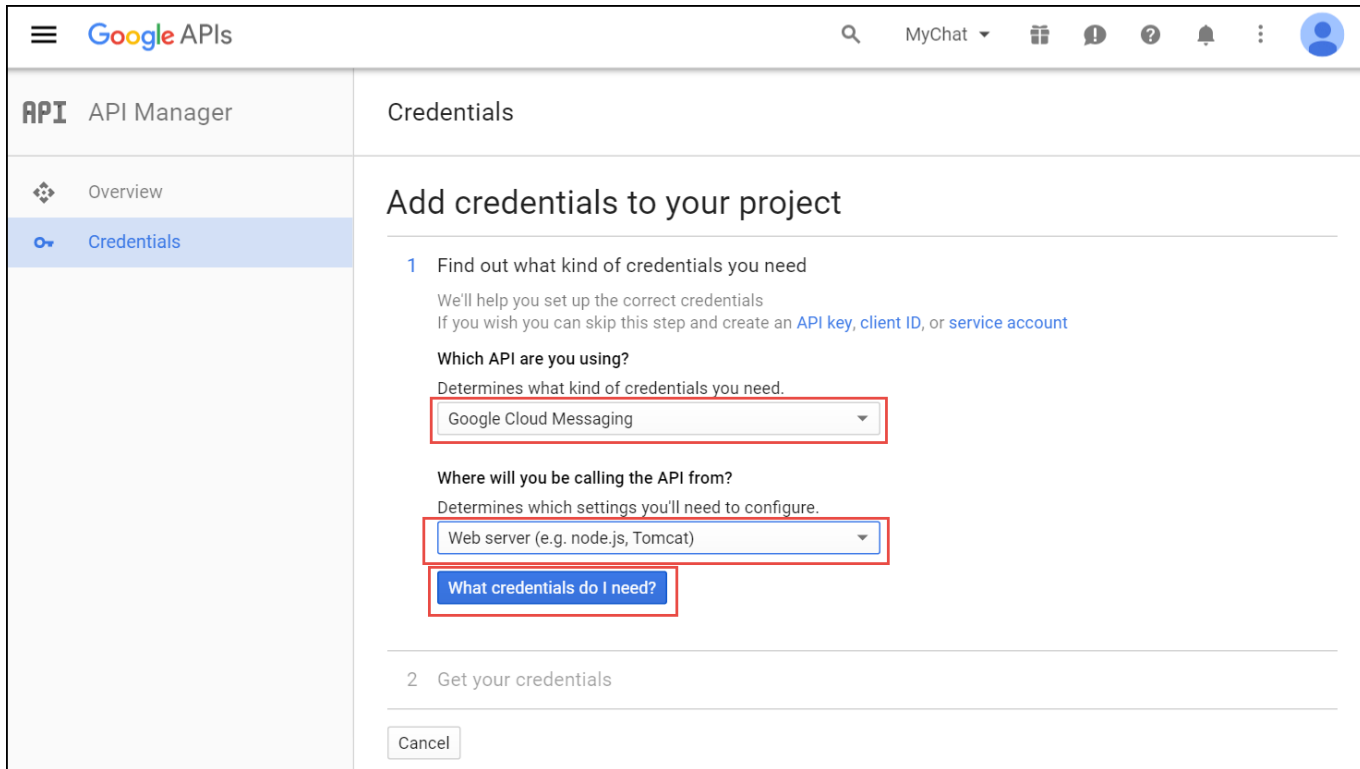 Google APIs
MyChat
API API Manager
Credentials
Overview
Credentials
Add credentials to your project
1 Find out what kind of credentials you need
We'll help you set up the correct credentials
If you wish you can skip this step and create an API key, client ID, or service account
Which API are you using?
Determines what kind of credentials you need.
Google Cloud Messaging
Where will you be calling the API from?
Determines which settings you'll need to configure.
Web server (e.g. node.js, Tomcat)
What credentials do I need?
2 Get your credentials
Cancel